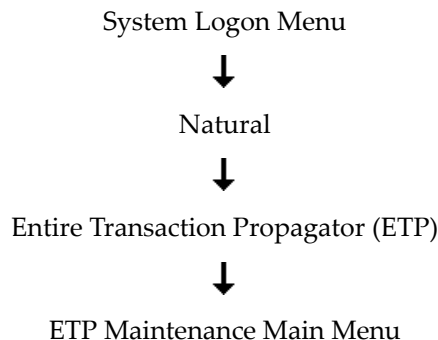 System Logon Menu
Natural
Entire Transaction Propagator (ETP)
ETP Maintenance Main Menu